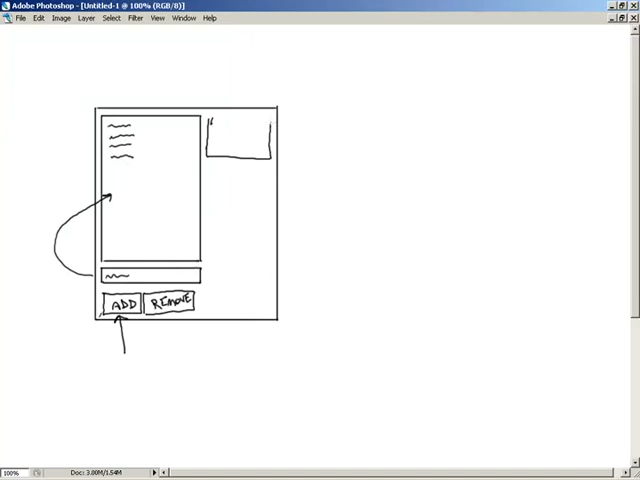 Adobe Photoshop - [Untitled-1 @ 100% (RGB/8)]
File Edit Image Layer Select Filter View Window Help
ADD REMOVE
100% Doc: 3.80M/1.54M